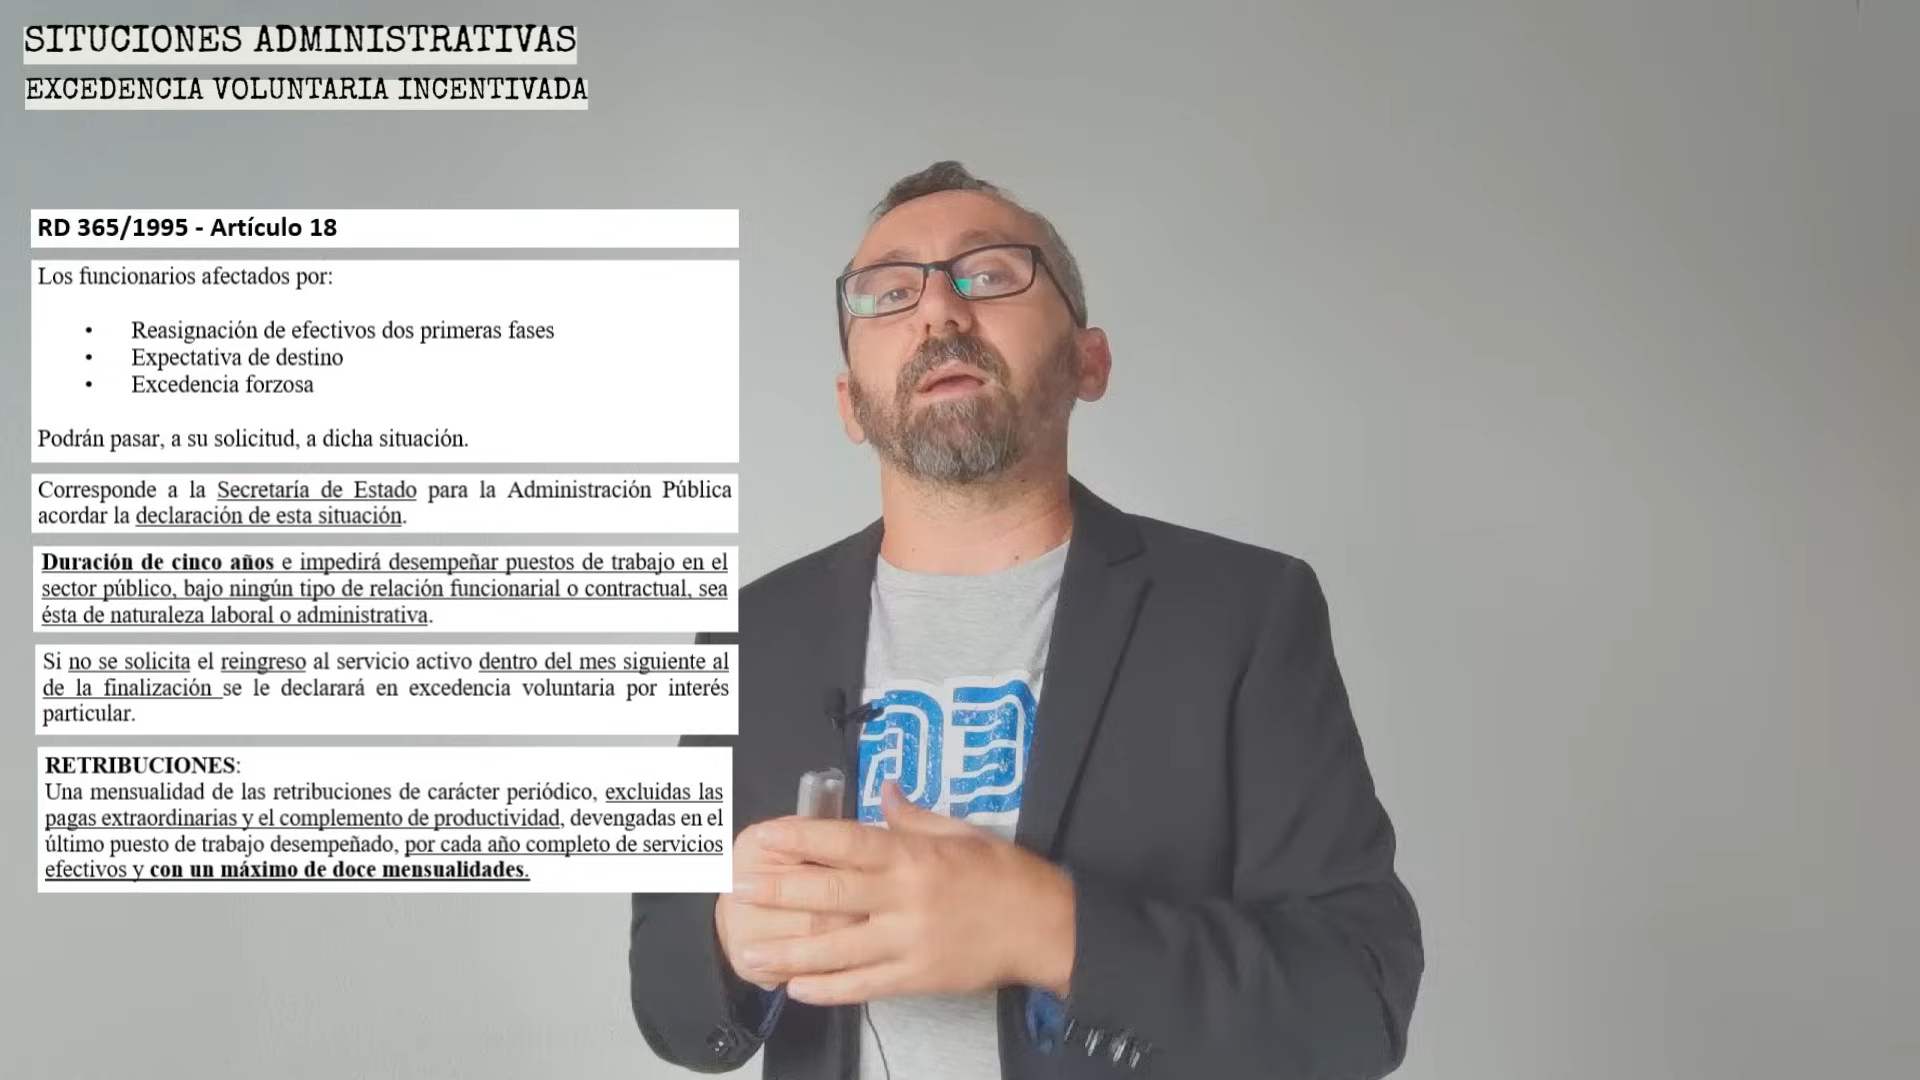 SITUCIONES ADMINISTRATIVAS
EXCEDENCIA VOLUNTARIA INCENTIVADA
RD 365/1995 - Artículo 18
Los funcionarios afectados por:
• Reasignación de efectivos dos primeras fases
• Expectativa de destino
• Excedencia forzosa
Podrán pasar, a su solicitud, a dicha situación.
Corresponde a la Secretaría de Estado para la Administración Pública
acordar la declaración de esta situación.
Duración de cinco años e impedirá desempeñar puestos de trabajo en el
sector público, bajo ningún tipo de relación funcionarial o contractual, sea
ésta de naturaleza laboral o administrativa.
Si no se solicita el reingreso al servicio activo dentro del mes siguiente al
de la finalización se le declarará en excedencia voluntaria por interés
particular.
RETRIBUCIONES:
Una mensualidad de las retribuciones de carácter periódico, excluidas las
pagas extraordinarias y el complemento de productividad, devengadas en el
último puesto de trabajo desempeñado, por cada año completo de servicios
efectivos y con un máximo de doce mensualidades.